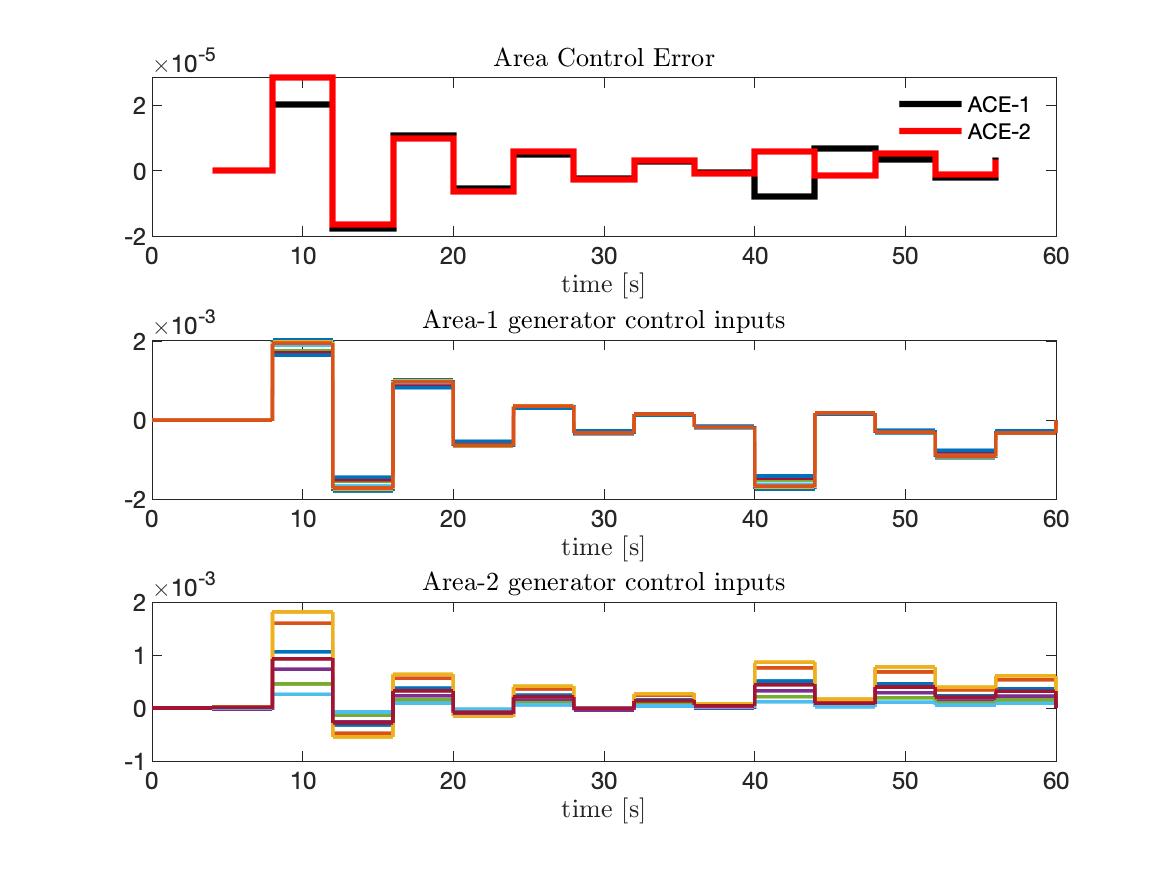 Area Control Error
×10-5
2
0
-2
0 10 20 30 40 50 60
time [s]
ACE-1
ACE-2
Area-1 generator control inputs
×10-3
2
0
-2
0 10 20 30 40 50 60
time [s]
Area-2 generator control inputs
×10-3
2
1
0
-1
0 10 20 30 40 50 60
time [s]